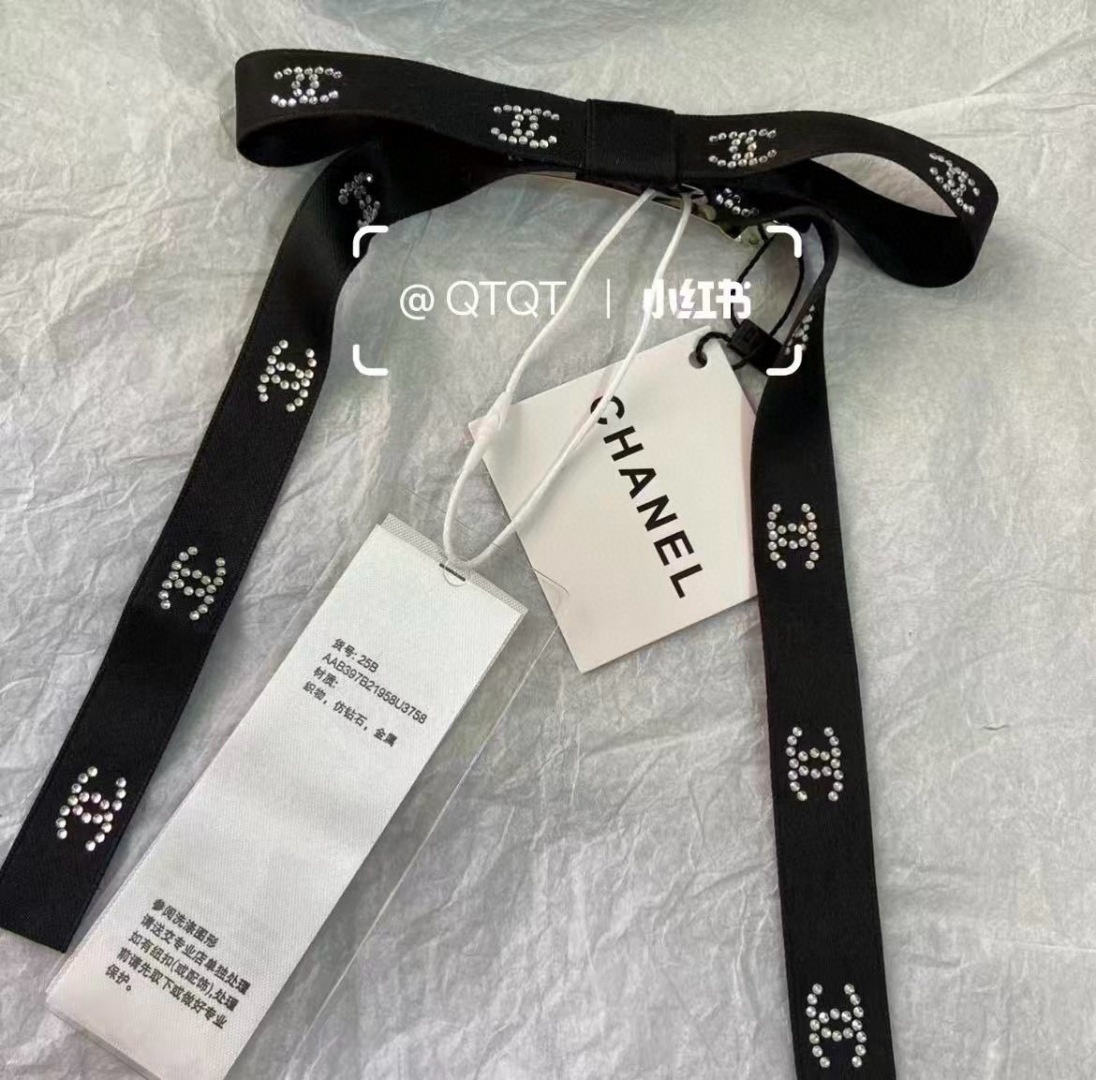 @QTQT | 小红书
CHANEL
货号: 25B
AAB397B21958U3758
材质:
织物，仿钻石，金属
参阅洗涤图形
请送交专业店单独处理
如有纽扣(或配饰),处理
前请先取下或做好专业
保护。